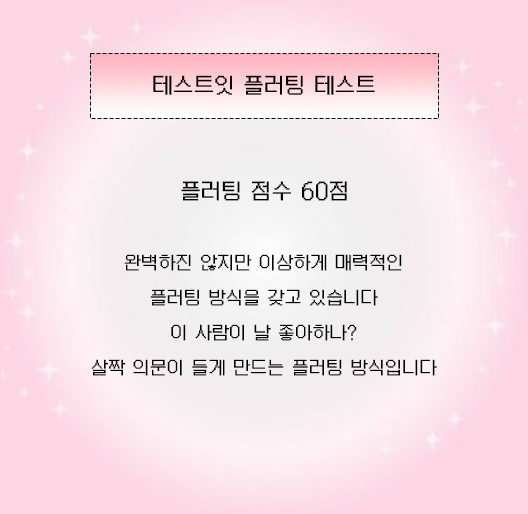 테스트잇 플러팅 테스트
플러팅 점수 60점
완벽하진 않지만 이상하게 매력적인
플러팅 방식을 갖고 있습니다
이 사람이 날 좋아하나?
살짝 의문이 들게 만드는 플러팅 방식입니다